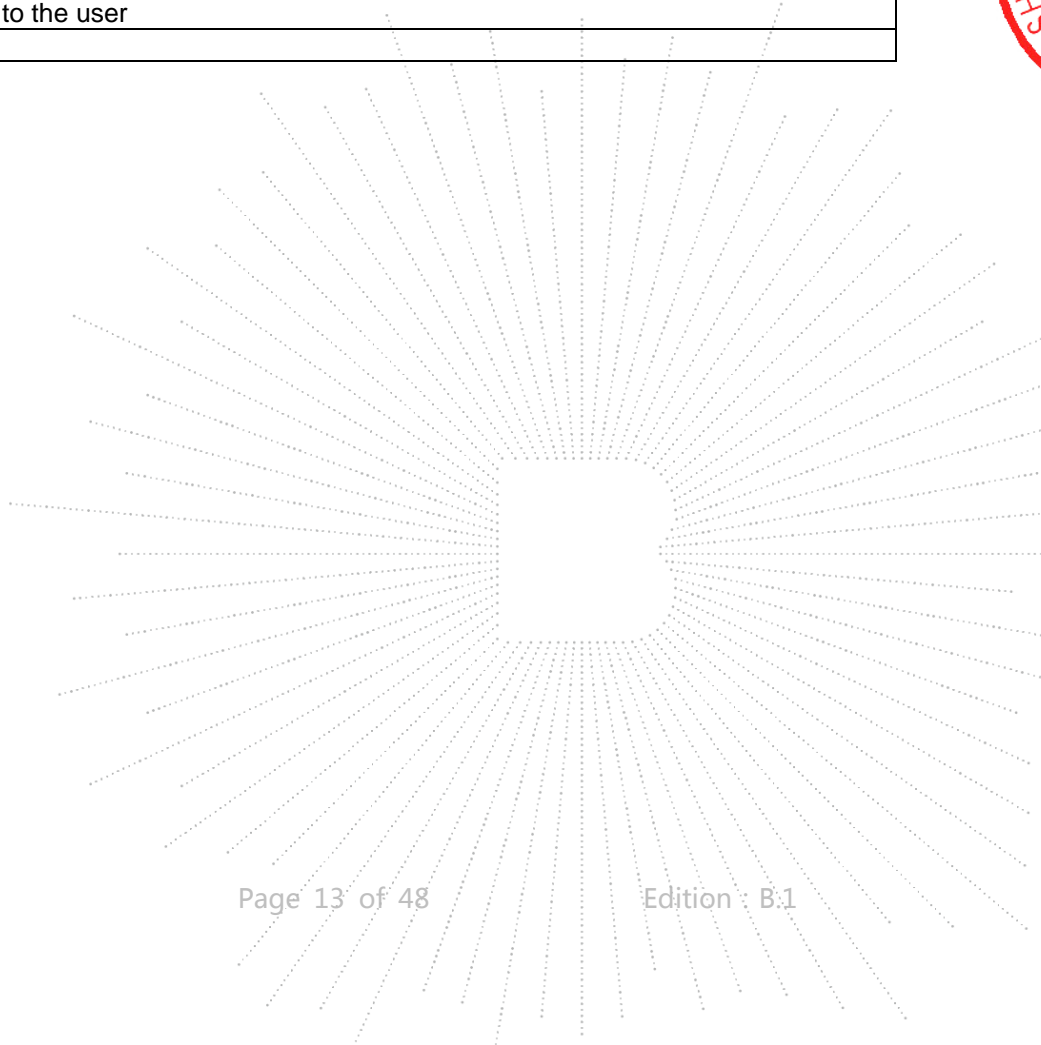 to the user
Page 13 of 48 Edition : B.1